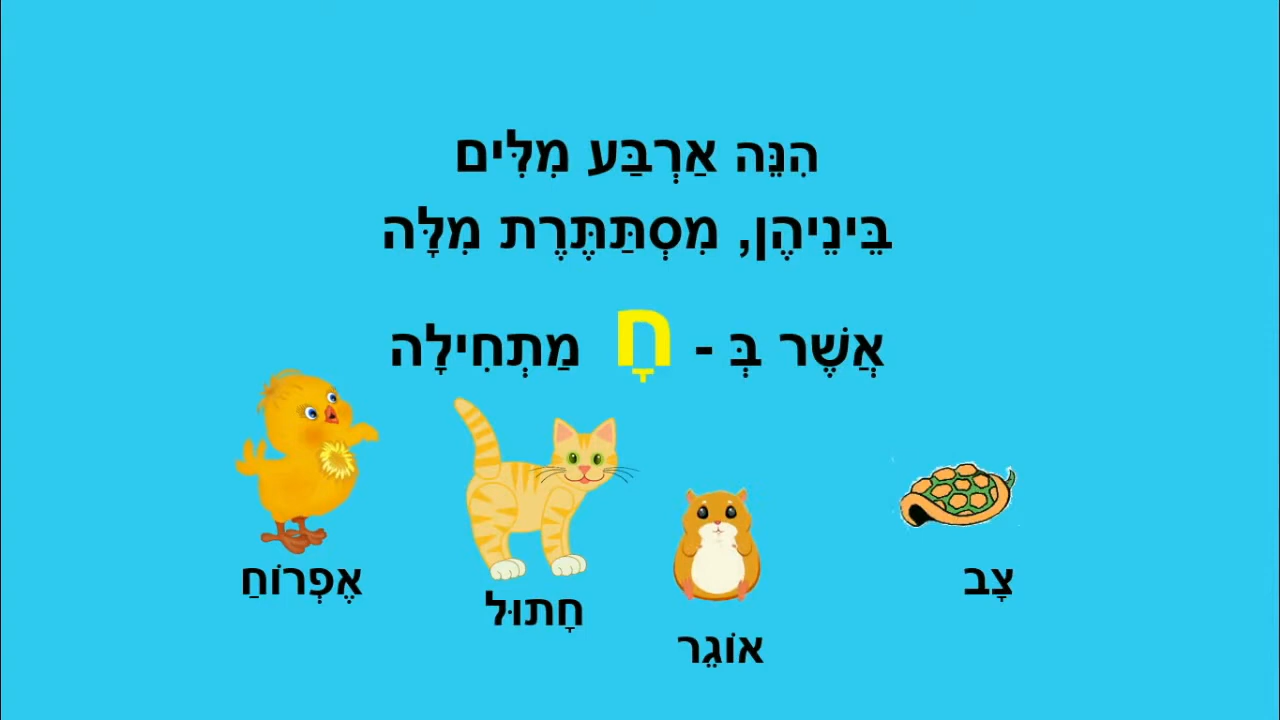 הִנֵּה אַרְבַּע מִלִּים
בֵּינֵיהֶן, מִסְתַּתֶּרֶת מִלָּה
אֲשֶׁר בְּ - חָ מַתְחִילָה
צָב
אוֹגֵר
חָתוּל
אֶפְרוֹחַ